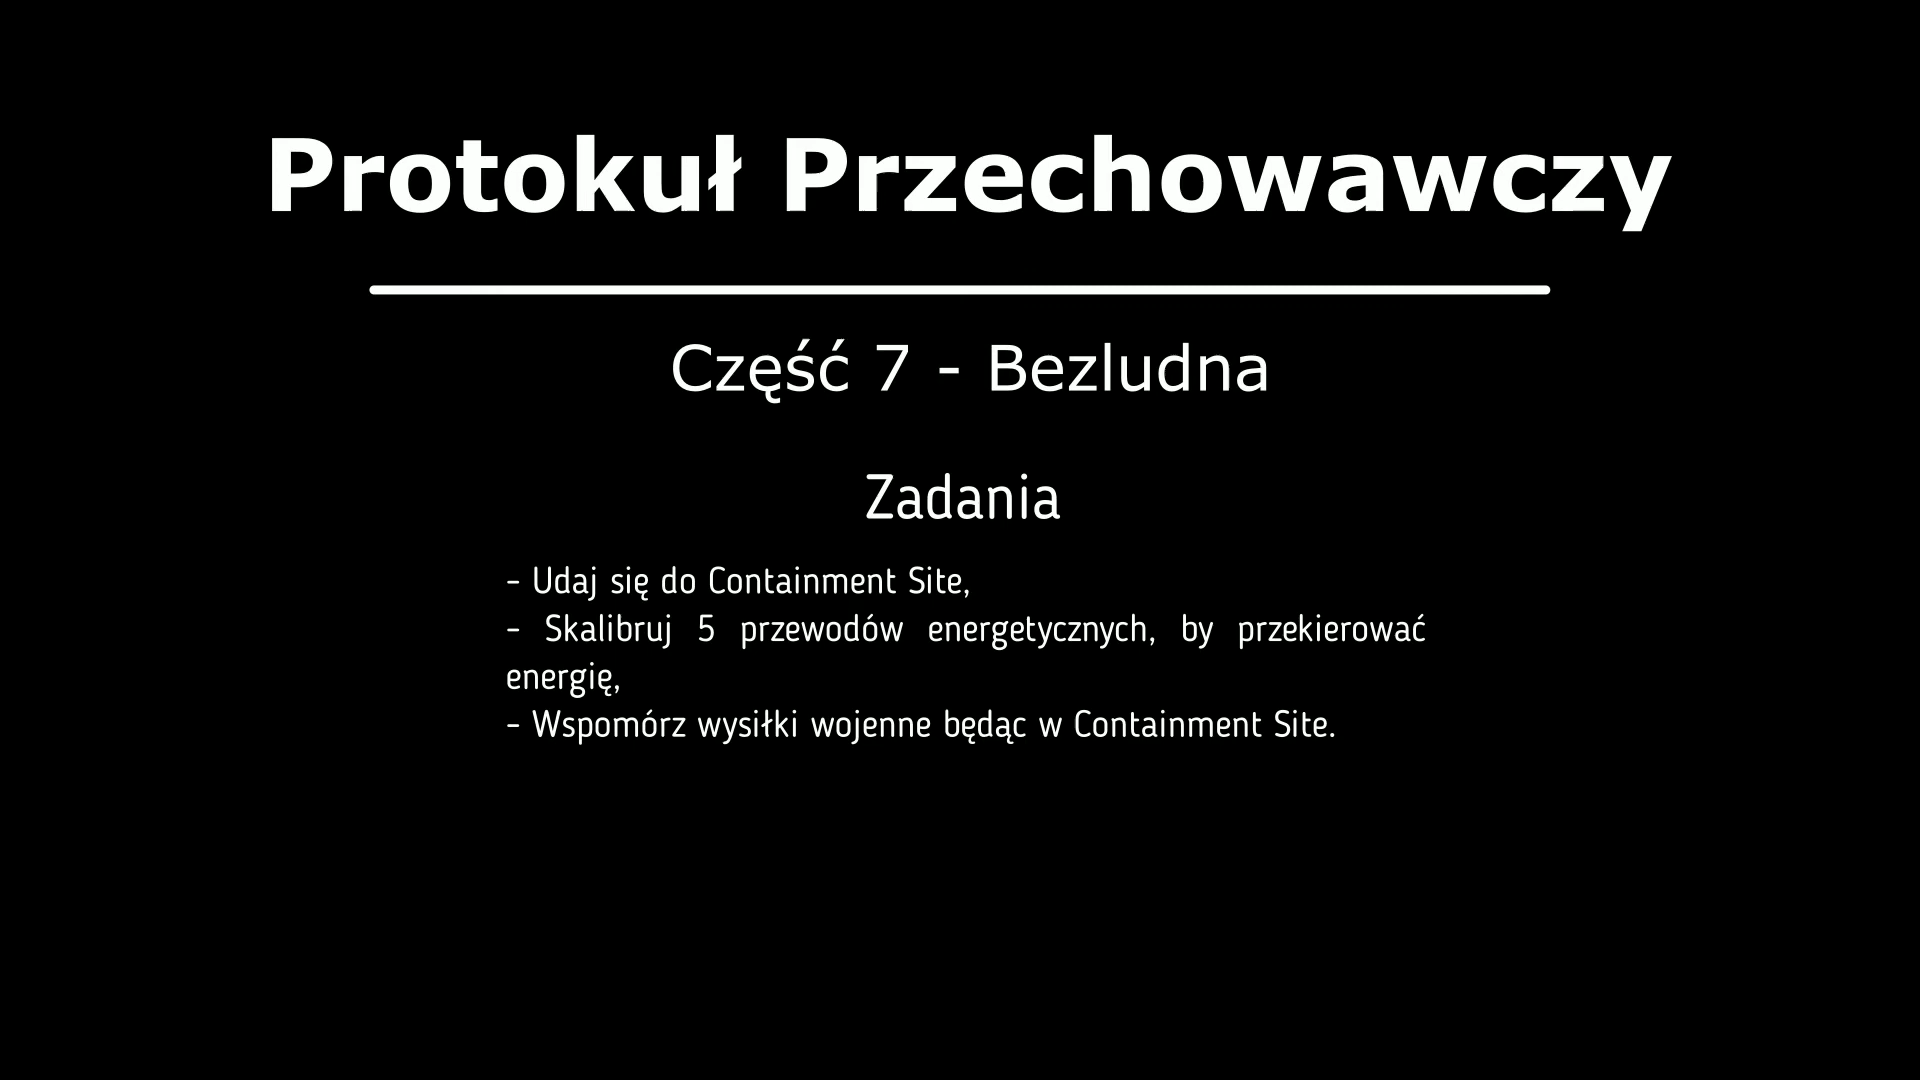 Protokuł Przechowawczy
Część 7 - Bezludna
Zadania
- Udaj się do Containment Site,
- Skalibruj 5 przewodów energetycznych, by przekierować
energię,
- Wspomórz wysiłki wojenne będąc w Containment Site.